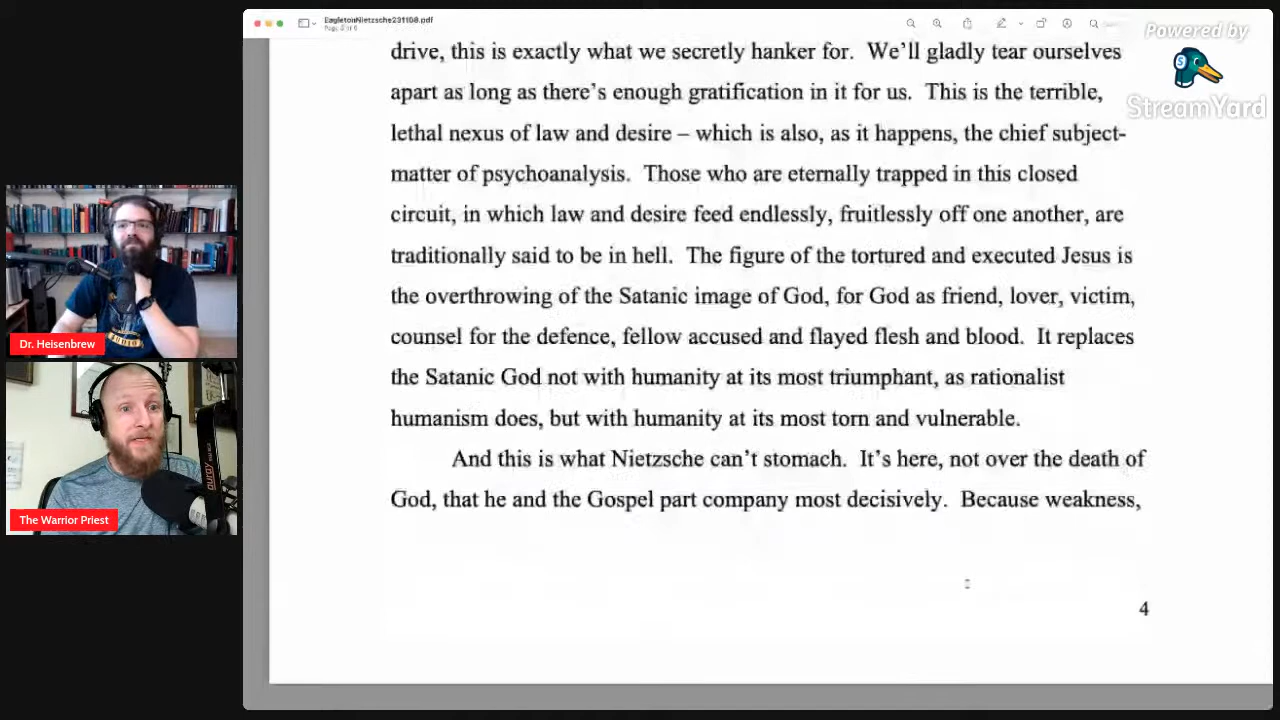 EagletonNietzsche231108.pdf
Powered by
StreamYard
drive, this is exactly what we secretly hanker for.  We’ll gladly tear ourselves
apart as long as there’s enough gratification in it for us.  This is the terrible,
lethal nexus of law and desire – which is also, as it happens, the chief subject-
matter of psychoanalysis.  Those who are eternally trapped in this closed
circuit, in which law and desire feed endlessly, fruitlessly off one another, are
traditionally said to be in hell.  The figure of the tortured and executed Jesus is
the overthrowing of the Satanic image of God, for God as friend, lover, victim,
counsel for the defence, fellow accused and flayed flesh and blood.  It replaces
the Satanic God not with humanity at its most triumphant, as rationalist
humanism does, but with humanity at its most torn and vulnerable.
And this is what Nietzsche can’t stomach.  It’s here, not over the death of
God, that he and the Gospel part company most decisively.  Because weakness,
4
Dr. Heisenbrew
The Warrior Priest